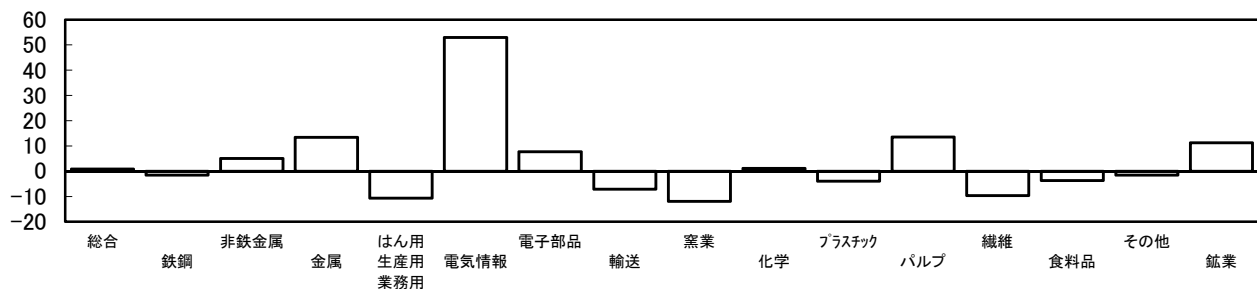 60
50
40
30
20
10
0
-10
-20
総合
鉄鋼
非鉄金属
金属
はん用
生産用
業務用
電気情報
電子部品
輸送
窯業
化学
プラスチック
パルプ
繊維
食料品
その他
鉱業